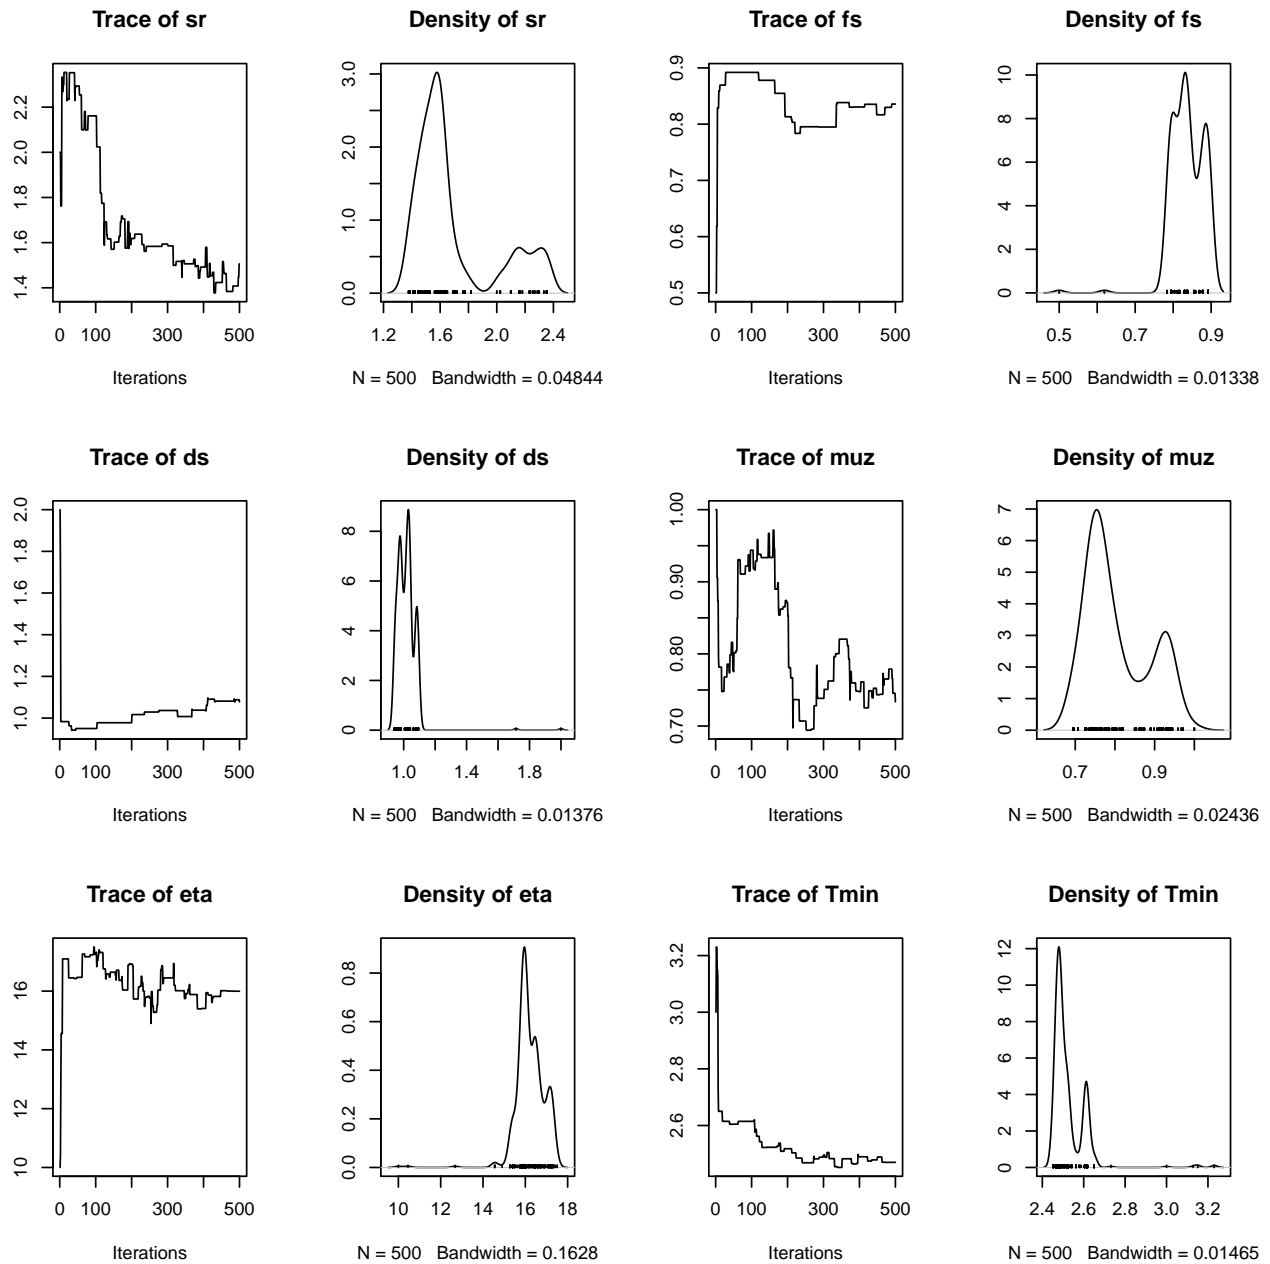 Trace of sr
Density of sr
Trace of fs
Density of fs
1.4 1.6 1.8 2.0 2.2
0 100 300 500
Iterations
0.0 1.0 2.0 3.0
1.2 1.6 2.0 2.4
N = 500 Bandwidth = 0.04844
0.5 0.6 0.7 0.8 0.9
0 100 300 500
Iterations
0 2 4 6 8 10
0.5 0.7 0.9
N = 500 Bandwidth = 0.01338
Trace of ds
Density of ds
Trace of muz
Density of muz
1.0 1.2 1.4 1.6 1.8 2.0
0 100 300 500
Iterations
0 2 4 6 8
1.0 1.4 1.8
N = 500 Bandwidth = 0.01376
0.70 0.80 0.90 1.00
0 100 300 500
Iterations
0 1 2 3 4 5 6 7
0.7 0.9
N = 500 Bandwidth = 0.02436
Trace of eta
Density of eta
Trace of Tmin
Density of Tmin
10 12 14 16
0 100 300 500
Iterations
0.0 0.2 0.4 0.6 0.8
10 12 14 16 18
N = 500 Bandwidth = 0.1628
2.6 2.8 3.0 3.2
0 100 300 500
Iterations
0 2 4 6 8 10 12
2.4 2.6 2.8 3.0 3.2
N = 500 Bandwidth = 0.01465